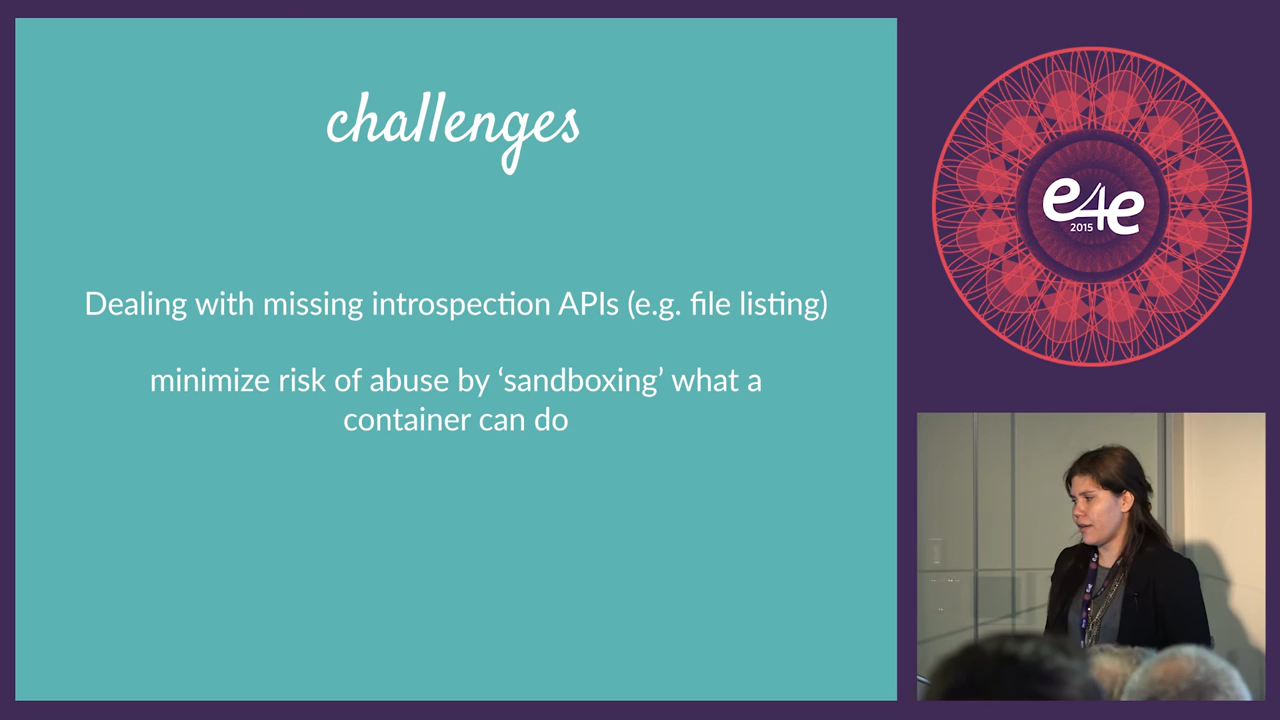 challenges
Dealing with missing introspection APIs (e.g. file listing)
minimize risk of abuse by ‘sandboxing’ what a
container can do
e4e
2015